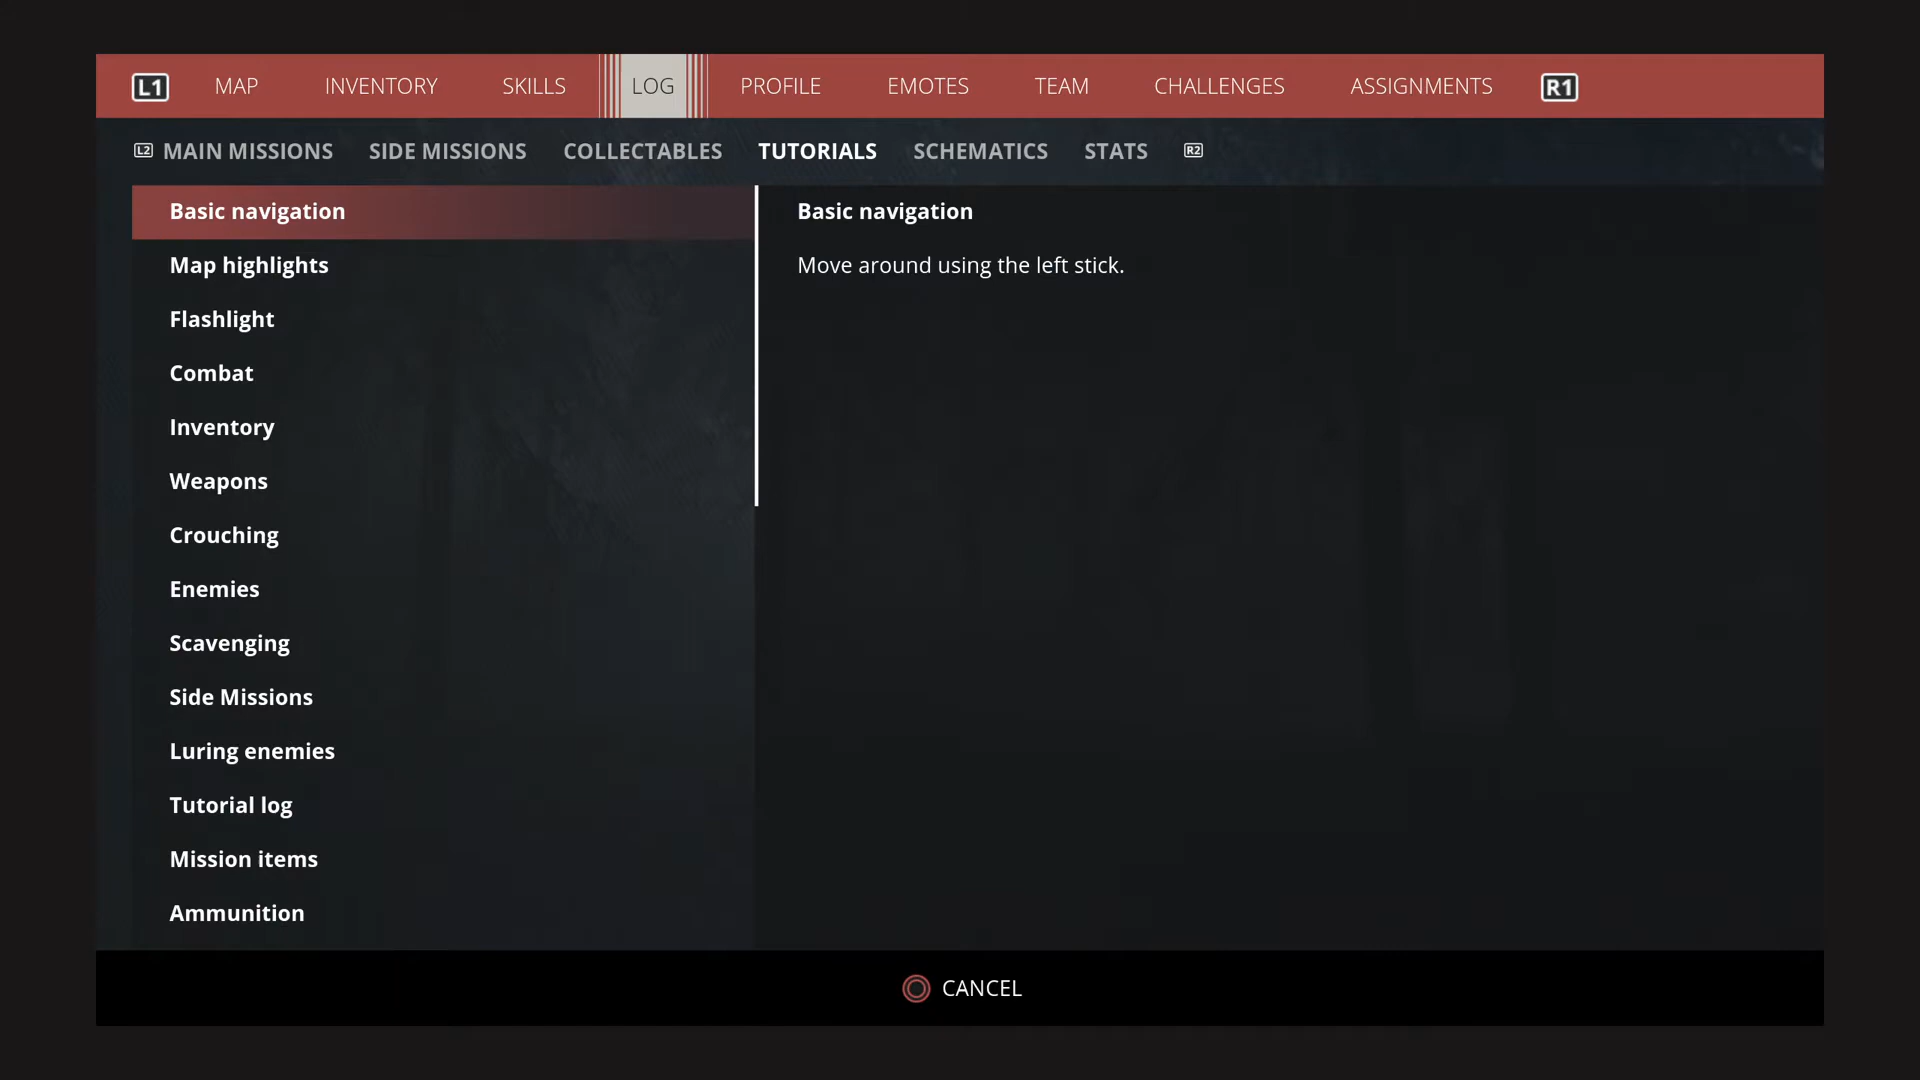 L1 MAP INVENTORY SKILLS LOG PROFILE EMOTES TEAM CHALLENGES ASSIGNMENTS R1
L2 MAIN MISSIONS SIDE MISSIONS COLLECTABLES TUTORIALS SCHEMATICS STATS R2
Basic navigation
Map highlights
Flashlight
Combat
Inventory
Weapons
Crouching
Enemies
Scavenging
Side Missions
Luring enemies
Tutorial log
Mission items
Ammunition
Basic navigation
Move around using the left stick.
CANCEL